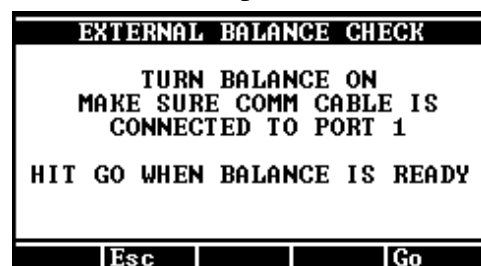 EXTERNAL BALANCE CHECK
TURN BALANCE ON
MAKE SURE COMM CABLE IS
CONNECTED TO PORT 1
HIT GO WHEN BALANCE IS READY
Esc Go